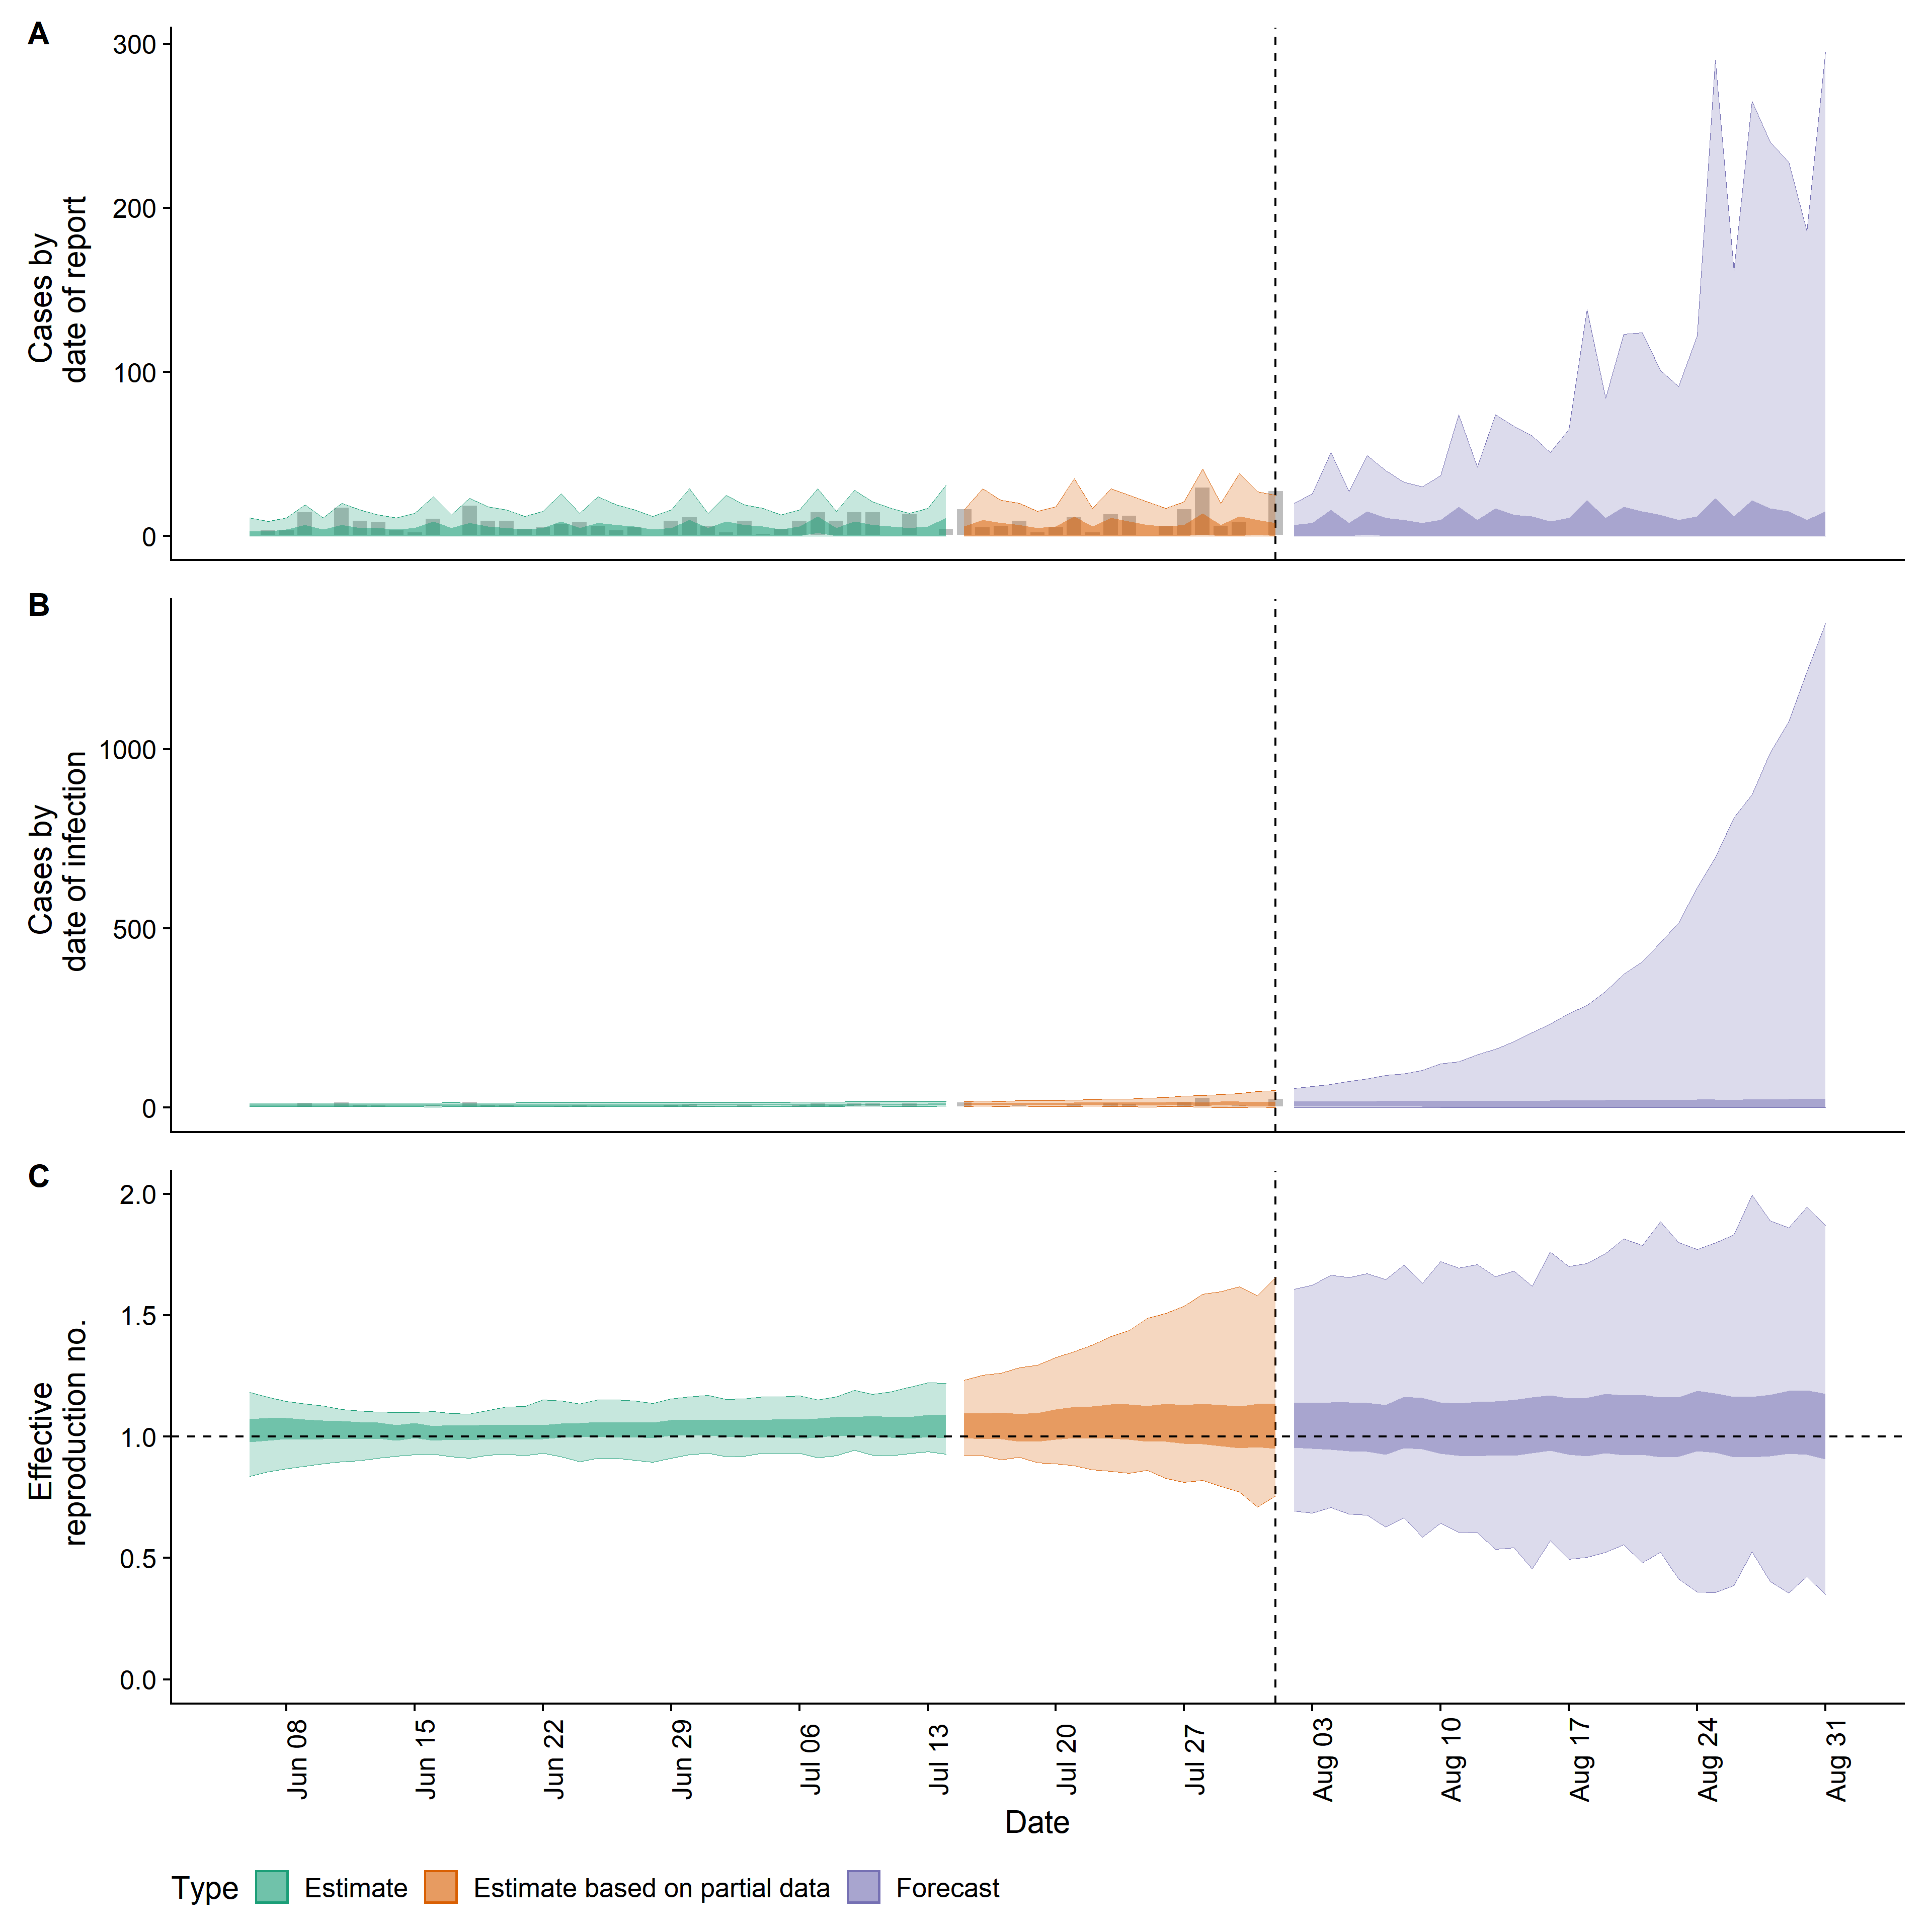 A
300
200
100
0
Cases by
date of report
B
1000
500
0
Cases by
date of infection
C
2.0
1.5
1.0
0.5
0.0
Effective
reproduction no.
Jun 08
Jun 15
Jun 22
Jun 29
Jul 06
Jul 13
Jul 20
Jul 27
Aug 03
Aug 10
Aug 17
Aug 24
Aug 31
Date
Type Estimate Estimate based on partial data Forecast